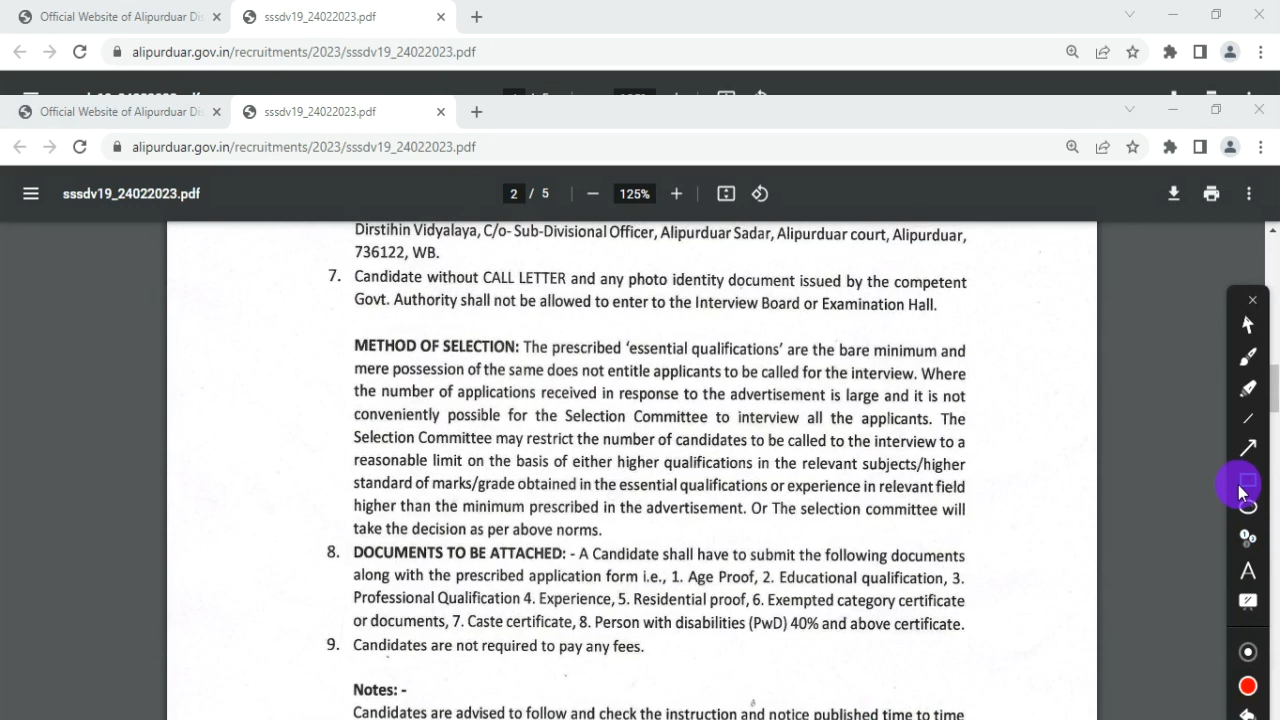 Official Website of Alipurduar Dis
sssdv19_24022023.pdf
alipurduar.gov.in/recruitments/2023/sssdv19_24022023.pdf
Official Website of Alipurduar Dis
sssdv19_24022023.pdf
alipurduar.gov.in/recruitments/2023/sssdv19_24022023.pdf
sssdv19_24022023.pdf 2 / 5 125%
Dirstihin Vidyalaya, C/o- Sub-Divisional Officer, Alipurduar Sadar, Alipurduar court, Alipurduar,
736122, WB.
7. Candidate without CALL LETTER and any photo identity document issued by the competent
Govt. Authority shall not be allowed to enter to the Interview Board or Examination Hall.
METHOD OF SELECTION: The prescribed 'essential qualifications' are the bare minimum and
mere possession of the same does not entitle applicants to be called for the interview. Where
the number of applications received in response to the advertisement is large and it is not
conveniently possible for the Selection Committee to interview all the applicants. The
Selection Committee may restrict the number of candidates to be called to the interview to a
reasonable limit on the basis of either higher qualifications in the relevant subjects/higher
standard of marks/grade obtained in the essential qualifications or experience in relevant field
higher than the minimum prescribed in the advertisement. Or The selection committee will
take the decision as per above norms.
8. DOCUMENTS TO BE ATTACHED: - A Candidate shall have to submit the following documents
along with the prescribed application form i.e., 1. Age Proof, 2. Educational qualification, 3.
Professional Qualification 4. Experience, 5. Residential proof, 6. Exempted category certificate
or documents, 7. Caste certificate, 8. Person with disabilities (PwD) 40% and above certificate.
9. Candidates are not required to pay any fees.
Notes: -
Candidates are advised to follow and check the instruction and notice published time to time